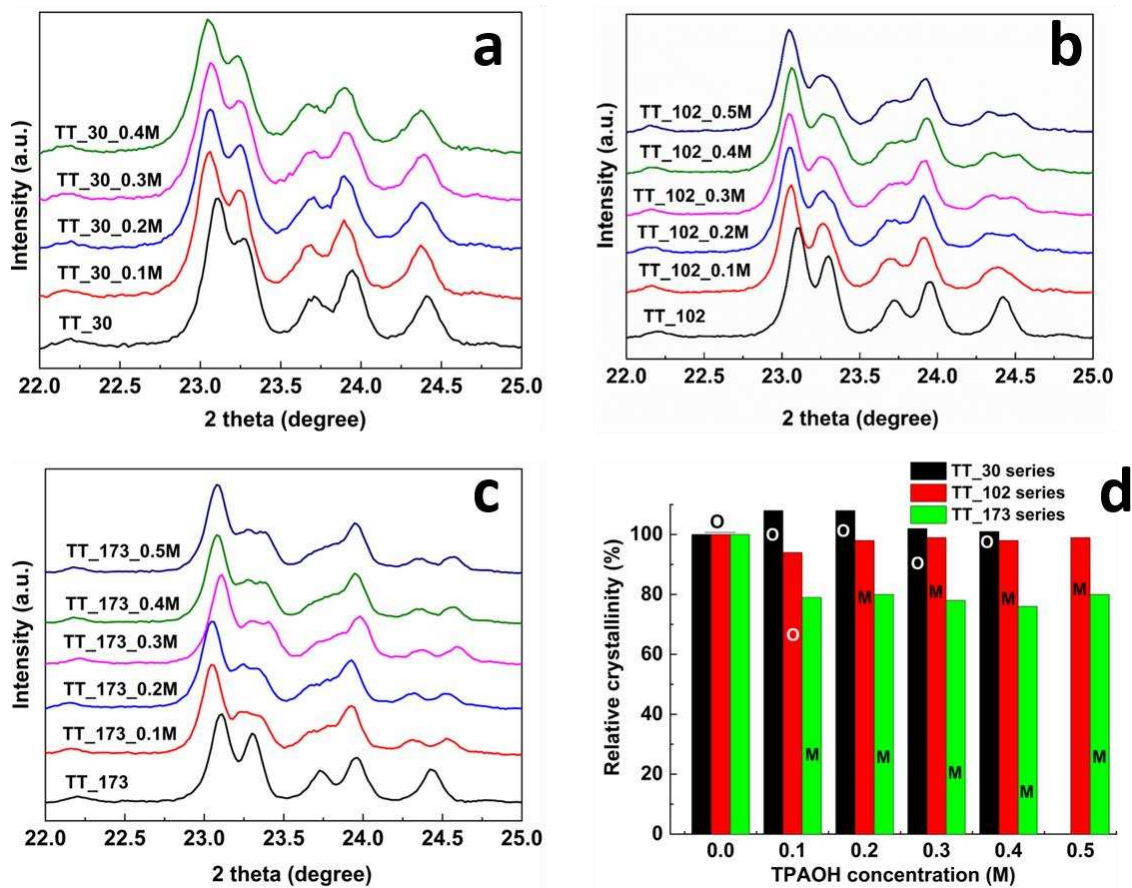 a
Intensity (a.u.)
TT_30_0.4M
TT_30_0.3M
TT_30_0.2M
TT_30_0.1M
TT_30
22.0 22.5 23.0 23.5 24.0 24.5 25.0
2 theta (degree)
b
Intensity (a.u.)
TT_102_0.5M
TT_102_0.4M
TT_102_0.3M
TT_102_0.2M
TT_102_0.1M
TT_102
22.0 22.5 23.0 23.5 24.0 24.5 25.0
2 theta (degree)
c
Intensity (a.u.)
TT_173_0.5M
TT_173_0.4M
TT_173_0.3M
TT_173_0.2M
TT_173_0.1M
TT_173
22.0 22.5 23.0 23.5 24.0 24.5 25.0
2 theta (degree)
d
TT_30 series
TT_102 series
TT_173 series
Relative crystallinity (%)
100
80
60
40
20
0
O
O
O
M
M
O
M
M
O
M
M
O
M
M
M
M
0.0 0.1 0.2 0.3 0.4 0.5
TPAOH concentration (M)